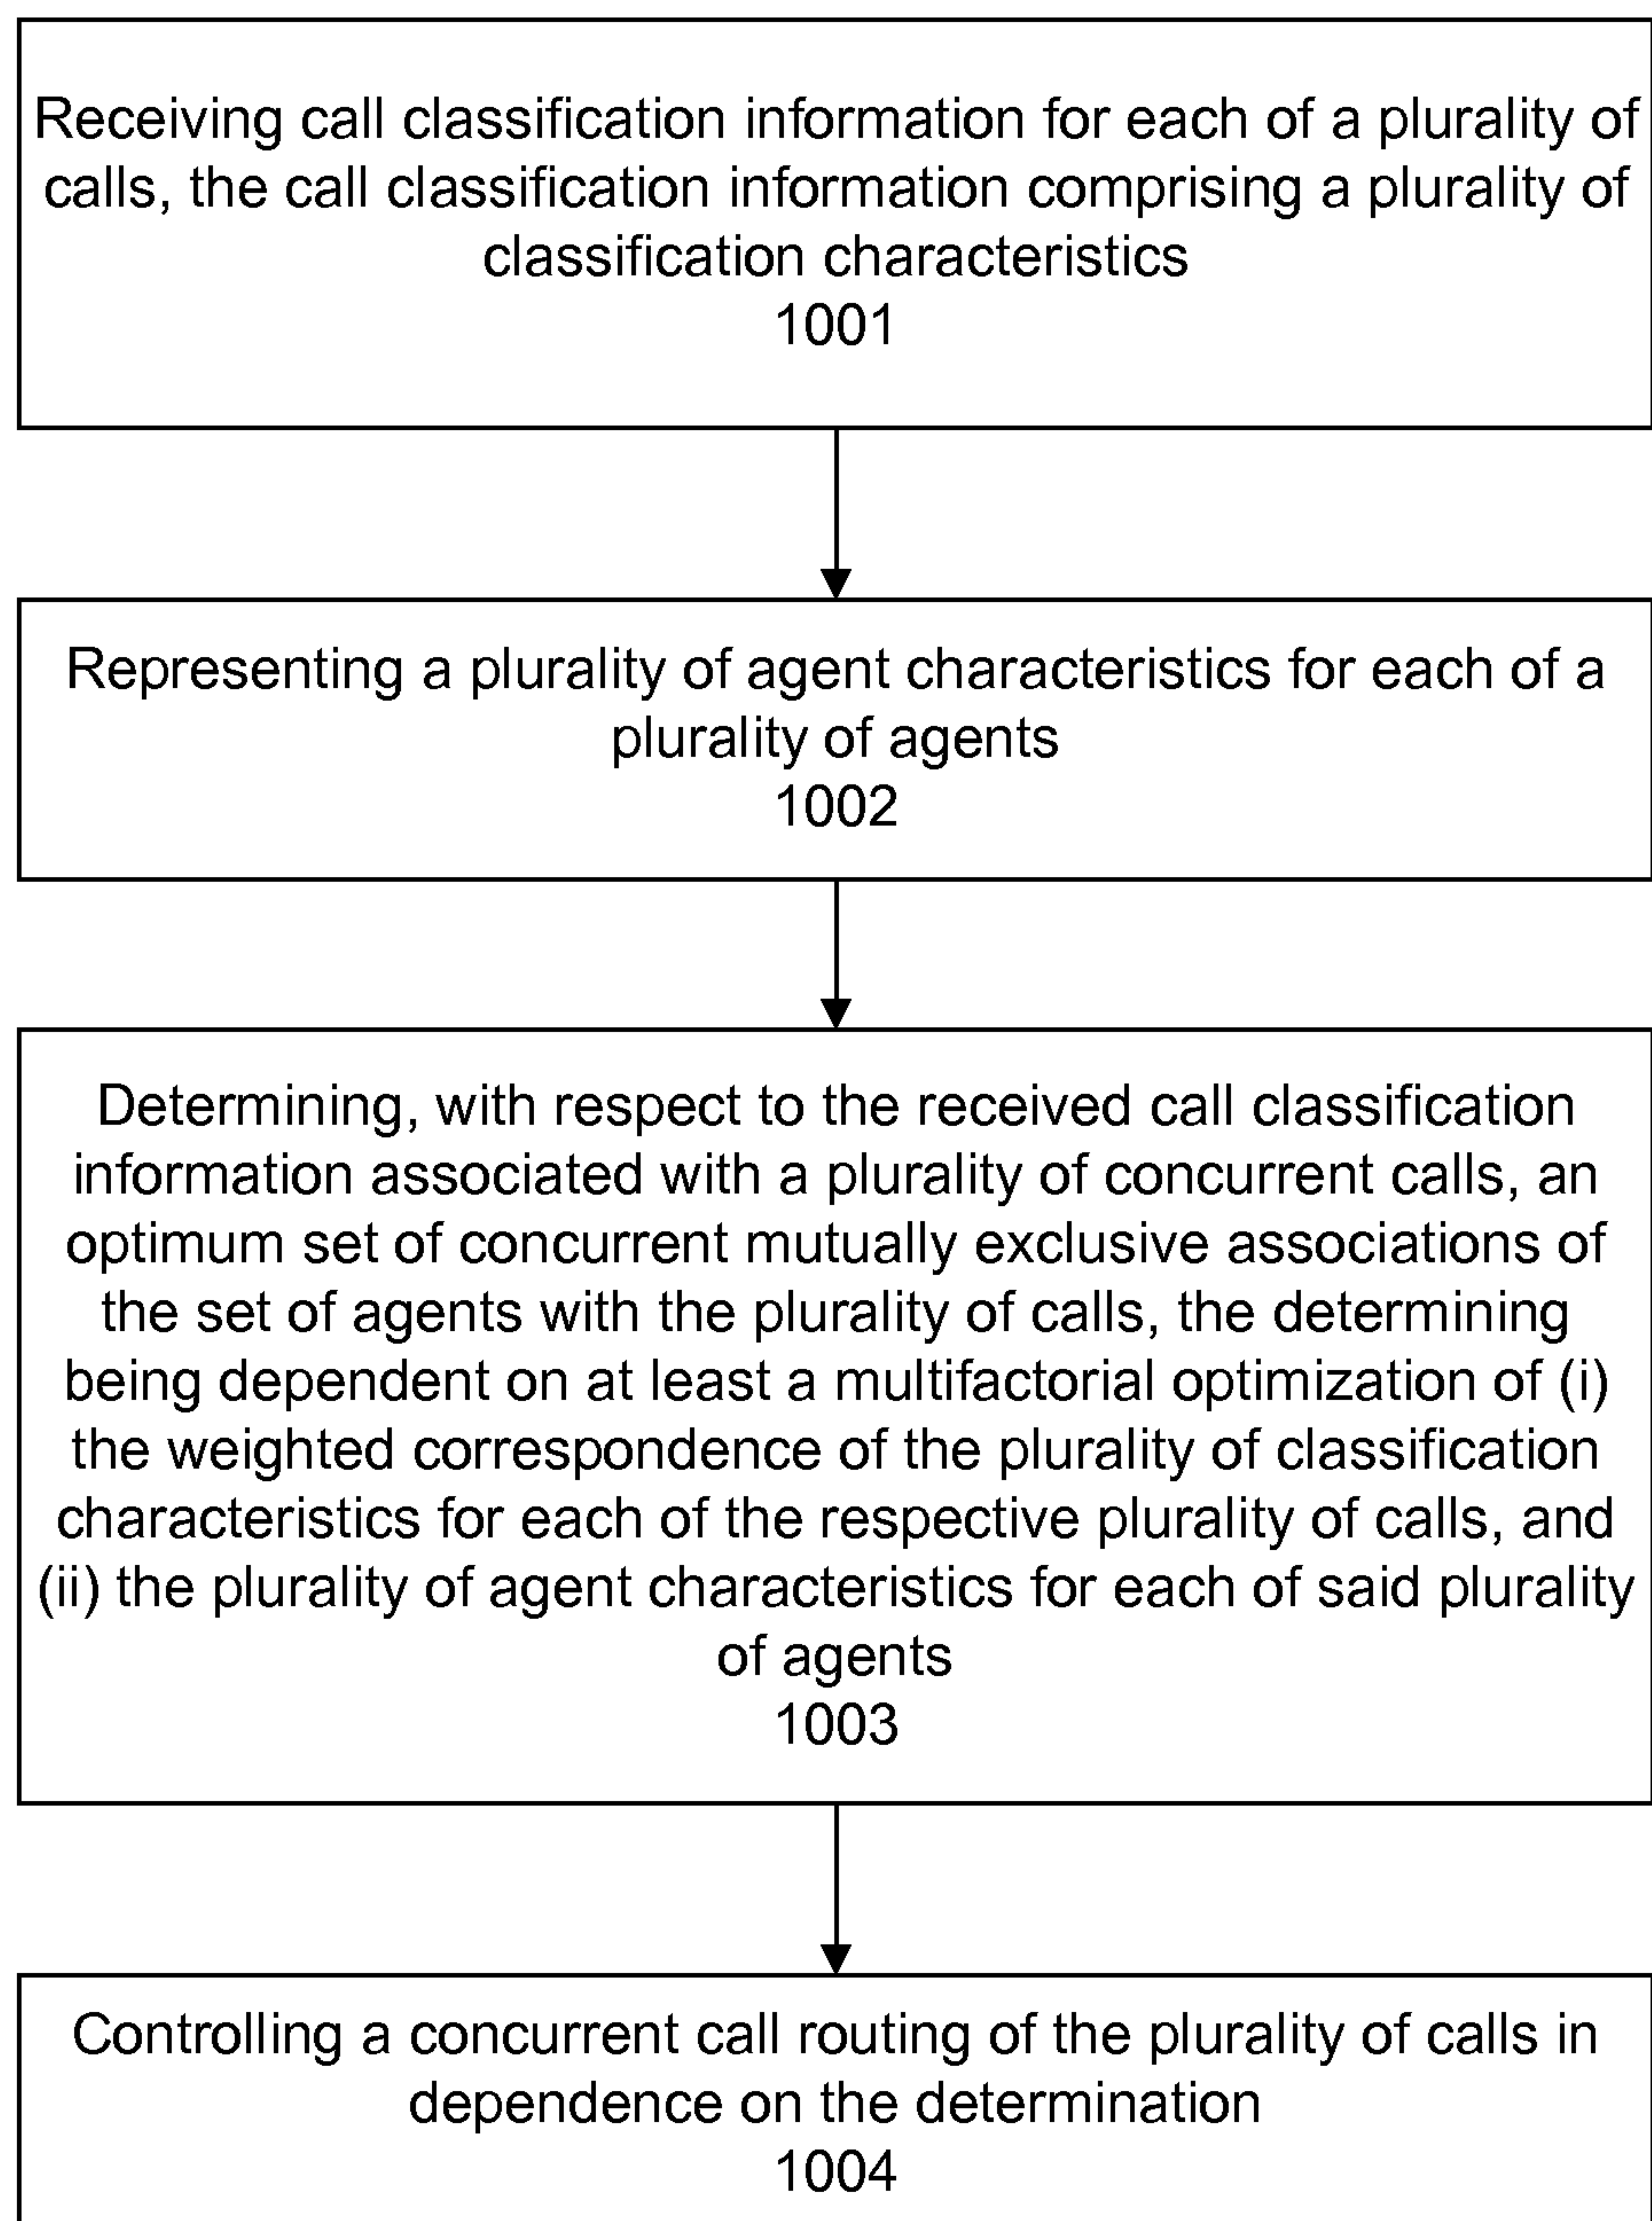 Receiving call classification information for each of a plurality of
calls, the call classification information comprising a plurality of
classification characteristics
1001
Representing a plurality of agent characteristics for each of a
plurality of agents
1002
Determining, with respect to the received call classification
information associated with a plurality of concurrent calls, an
optimum set of concurrent mutually exclusive associations of
the set of agents with the plurality of calls, the determining
being dependent on at least a multifactorial optimization of (i)
the weighted correspondence of the plurality of classification
characteristics for each of the respective plurality of calls, and
(ii) the plurality of agent characteristics for each of said plurality
of agents
1003
Controlling a concurrent call routing of the plurality of calls in
dependence on the determination
1004